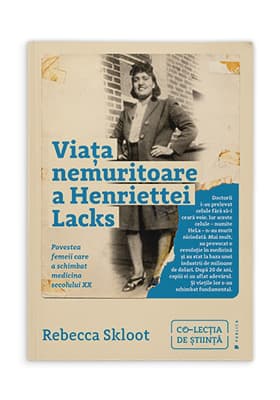 Viața
nemuritoare
a Henriettei
Lacks
Povestea
femeii care
a schimbat
medicina
secolului XX
Doctorii
i-au prelevat
celule fără să-i
ceară voie. Iar aceste
celule – numite
HeLa – n-au murit
niciodată. Mai mult,
au provocat o
revoluție în medicină
și au stat la baza unei
industrii de milioane
de dolari. După 20 de ani,
copiii ei au aflat adevărul.
Și viețile lor s-au
schimbat fundamental.
Rebecca Skloot
CO–LECȚIA
DE ȘTIINȚĂ
PUBLICA